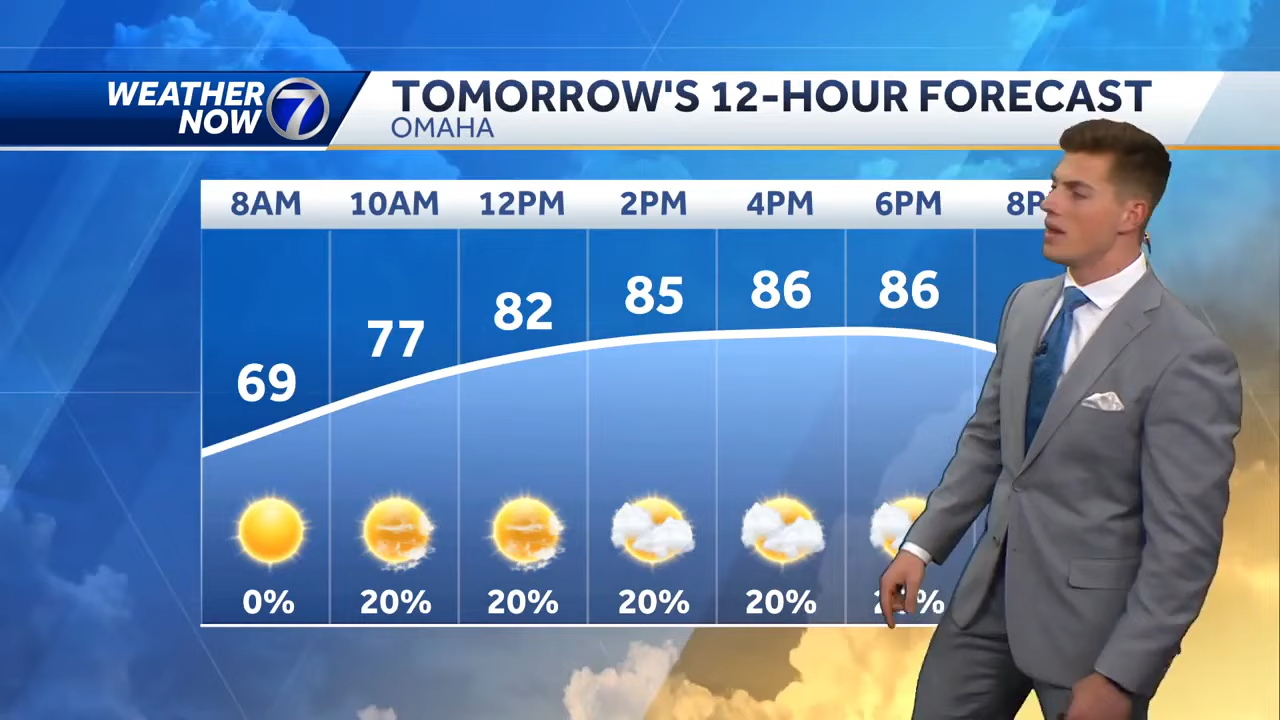 WEATHER
NOW
7
TOMORROW'S 12-HOUR FORECAST
OMAHA
8AM 10AM 12PM 2PM 4PM 6PM
69 77 82 85 86 86
0% 20% 20% 20% 20%